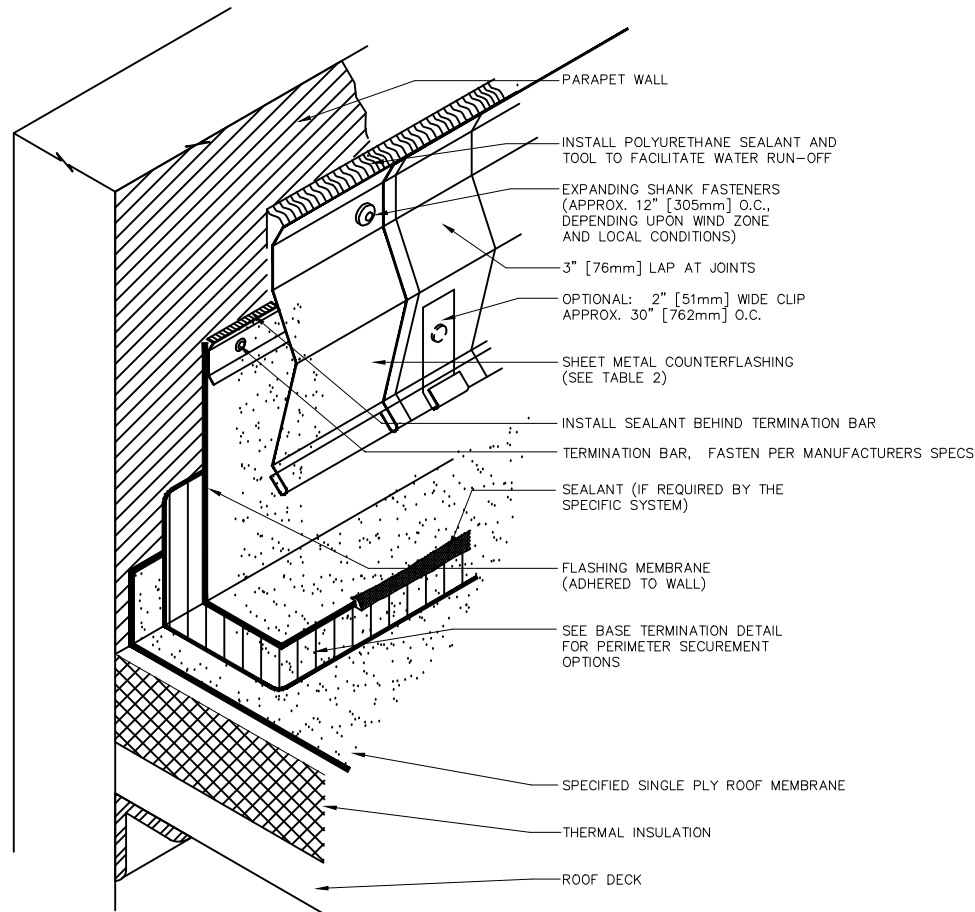 PARAPET WALL
INSTALL POLYURETHANE SEALANT AND
TOOL TO FACILITATE WATER RUN-OFF
EXPANDING SHANK FASTENERS
(APPROX. 12" [305mm] O.C.,
DEPENDING UPON WIND ZONE
AND LOCAL CONDITIONS)
3" [76mm] LAP AT JOINTS
OPTIONAL: 2" [51mm] WIDE CLIP
APPROX. 30" [762mm] O.C.
SHEET METAL COUNTERFLASHING
(SEE TABLE 2)
INSTALL SEALANT BEHIND TERMINATION BAR
TERMINATION BAR, FASTEN PER MANUFACTURERS SPECS
SEALANT (IF REQUIRED BY THE
SPECIFIC SYSTEM)
FLASHING MEMBRANE
(ADHERED TO WALL)
SEE BASE TERMINATION DETAIL
FOR PERIMETER SECUREMENT
OPTIONS
SPECIFIED SINGLE PLY ROOF MEMBRANE
THERMAL INSULATION
ROOF DECK